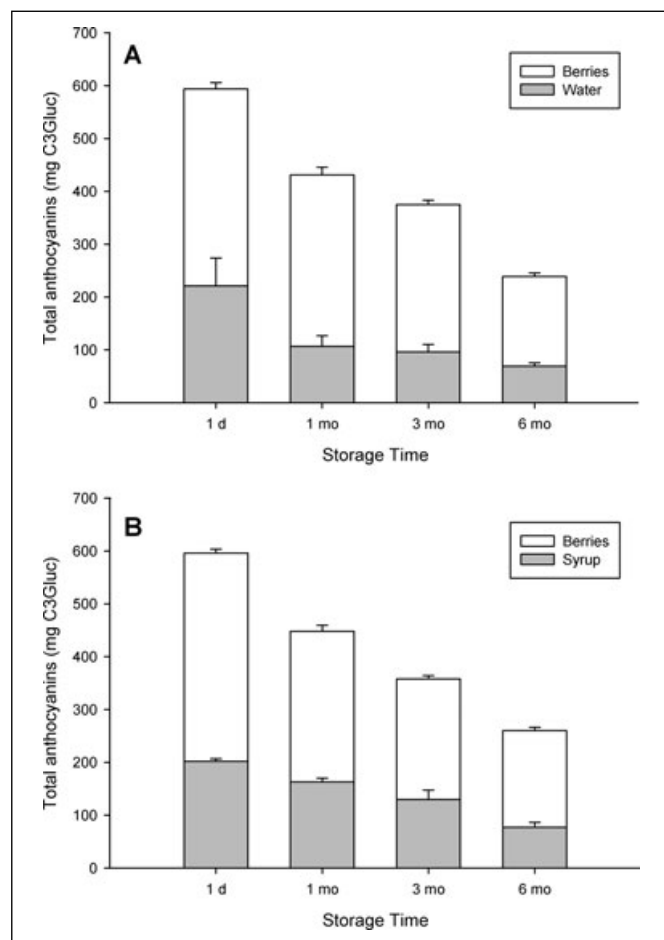 A
Berries
Water
Total anthocyanins (mg C3Gluc)
700
600
500
400
300
200
100
0
1 d 1 mo 3 mo 6 mo
Storage Time
B
Berries
Syrup
Total anthocyanins (mg C3Gluc)
700
600
500
400
300
200
100
0
1 d 1 mo 3 mo 6 mo
Storage Time